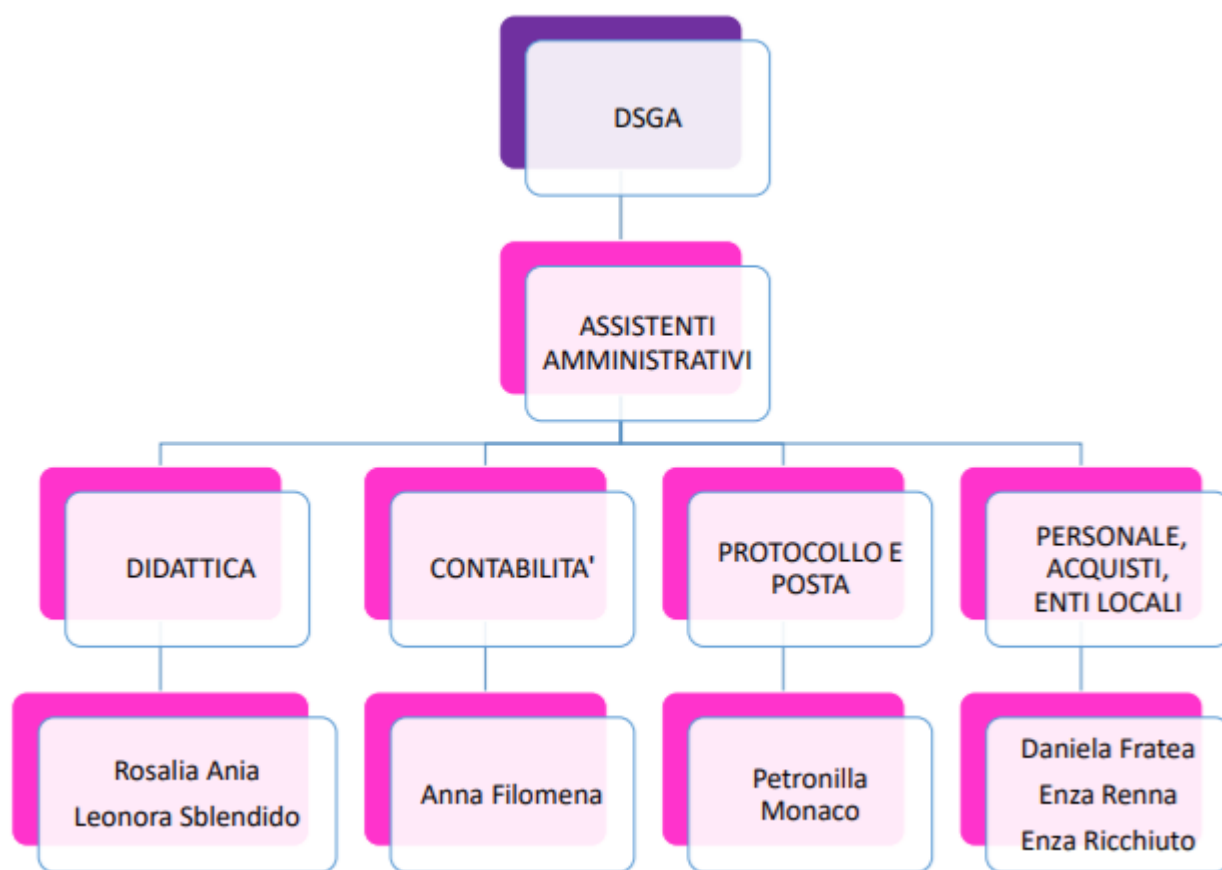 DSGA
ASSISTENTI
AMMINISTRATIVI
DIDATTICA
CONTABILITA'
PROTOCOLLO E
POSTA
PERSONALE,
ACQUISTI,
ENTI LOCALI
Rosalia Ania
Leonora Sblendido
Anna Filomena
Petronilla
Monaco
Daniela Fratea
Enza Renna
Enza Ricchiuto